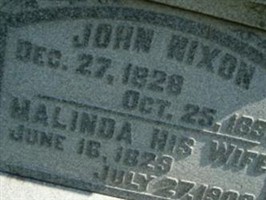 JOHN NIXON
DEC. 27, 1828
OCT. 25,
MALINDA HIS WIFE
JUNE 16, 1829
JULY 27,